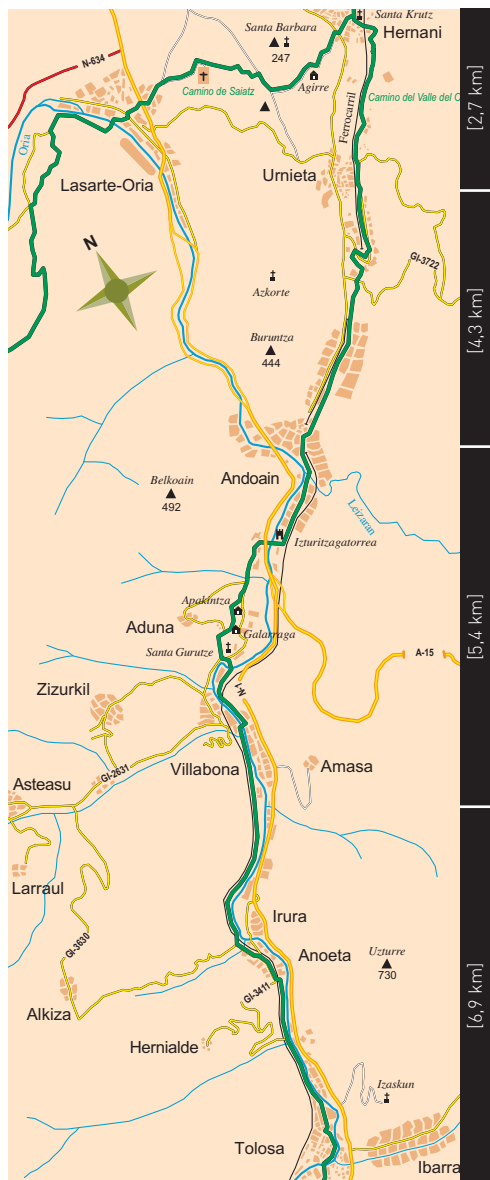 Santa Krutz
Hernani
Santa Barbara
247
N-634
Camino de Saiatz
Agirre
Camino del Valle del O
[2,7 km]
Oria
Ferrocarril
Lasarte-Oria
Urnieta
N
GI-3722
Azkorte
[4,3 km]
Buruntza
444
Andoain
Belkoain
492
Leizaran
Izturitzagatorrea
Apakintza
Aduna
Galarraga
Santa Gurutze
A-15
[5,4 km]
Zizurkil
N-I
Villabona
Amasa
GI-2631
Asteasu
Larraul
Irura
GI-3630
Anoeta
Uzturre
730
GI-3411
Alkiza
[6,9 km]
Hernialde
Izaskun
Tolosa
Ibarra